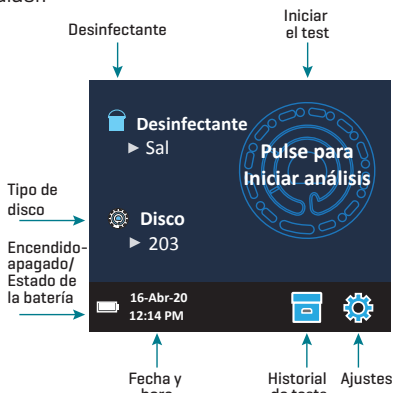 Desinfectante
Iniciar
el test
Desinfectante
► Sal
Pulse para
Iniciar análisis
Tipo de
disco
Disco
► 203
Encendido-
apagado/
Estado de
la batería
16-Abr-20
12:14 PM
Fecha y
Historial
Ajustes